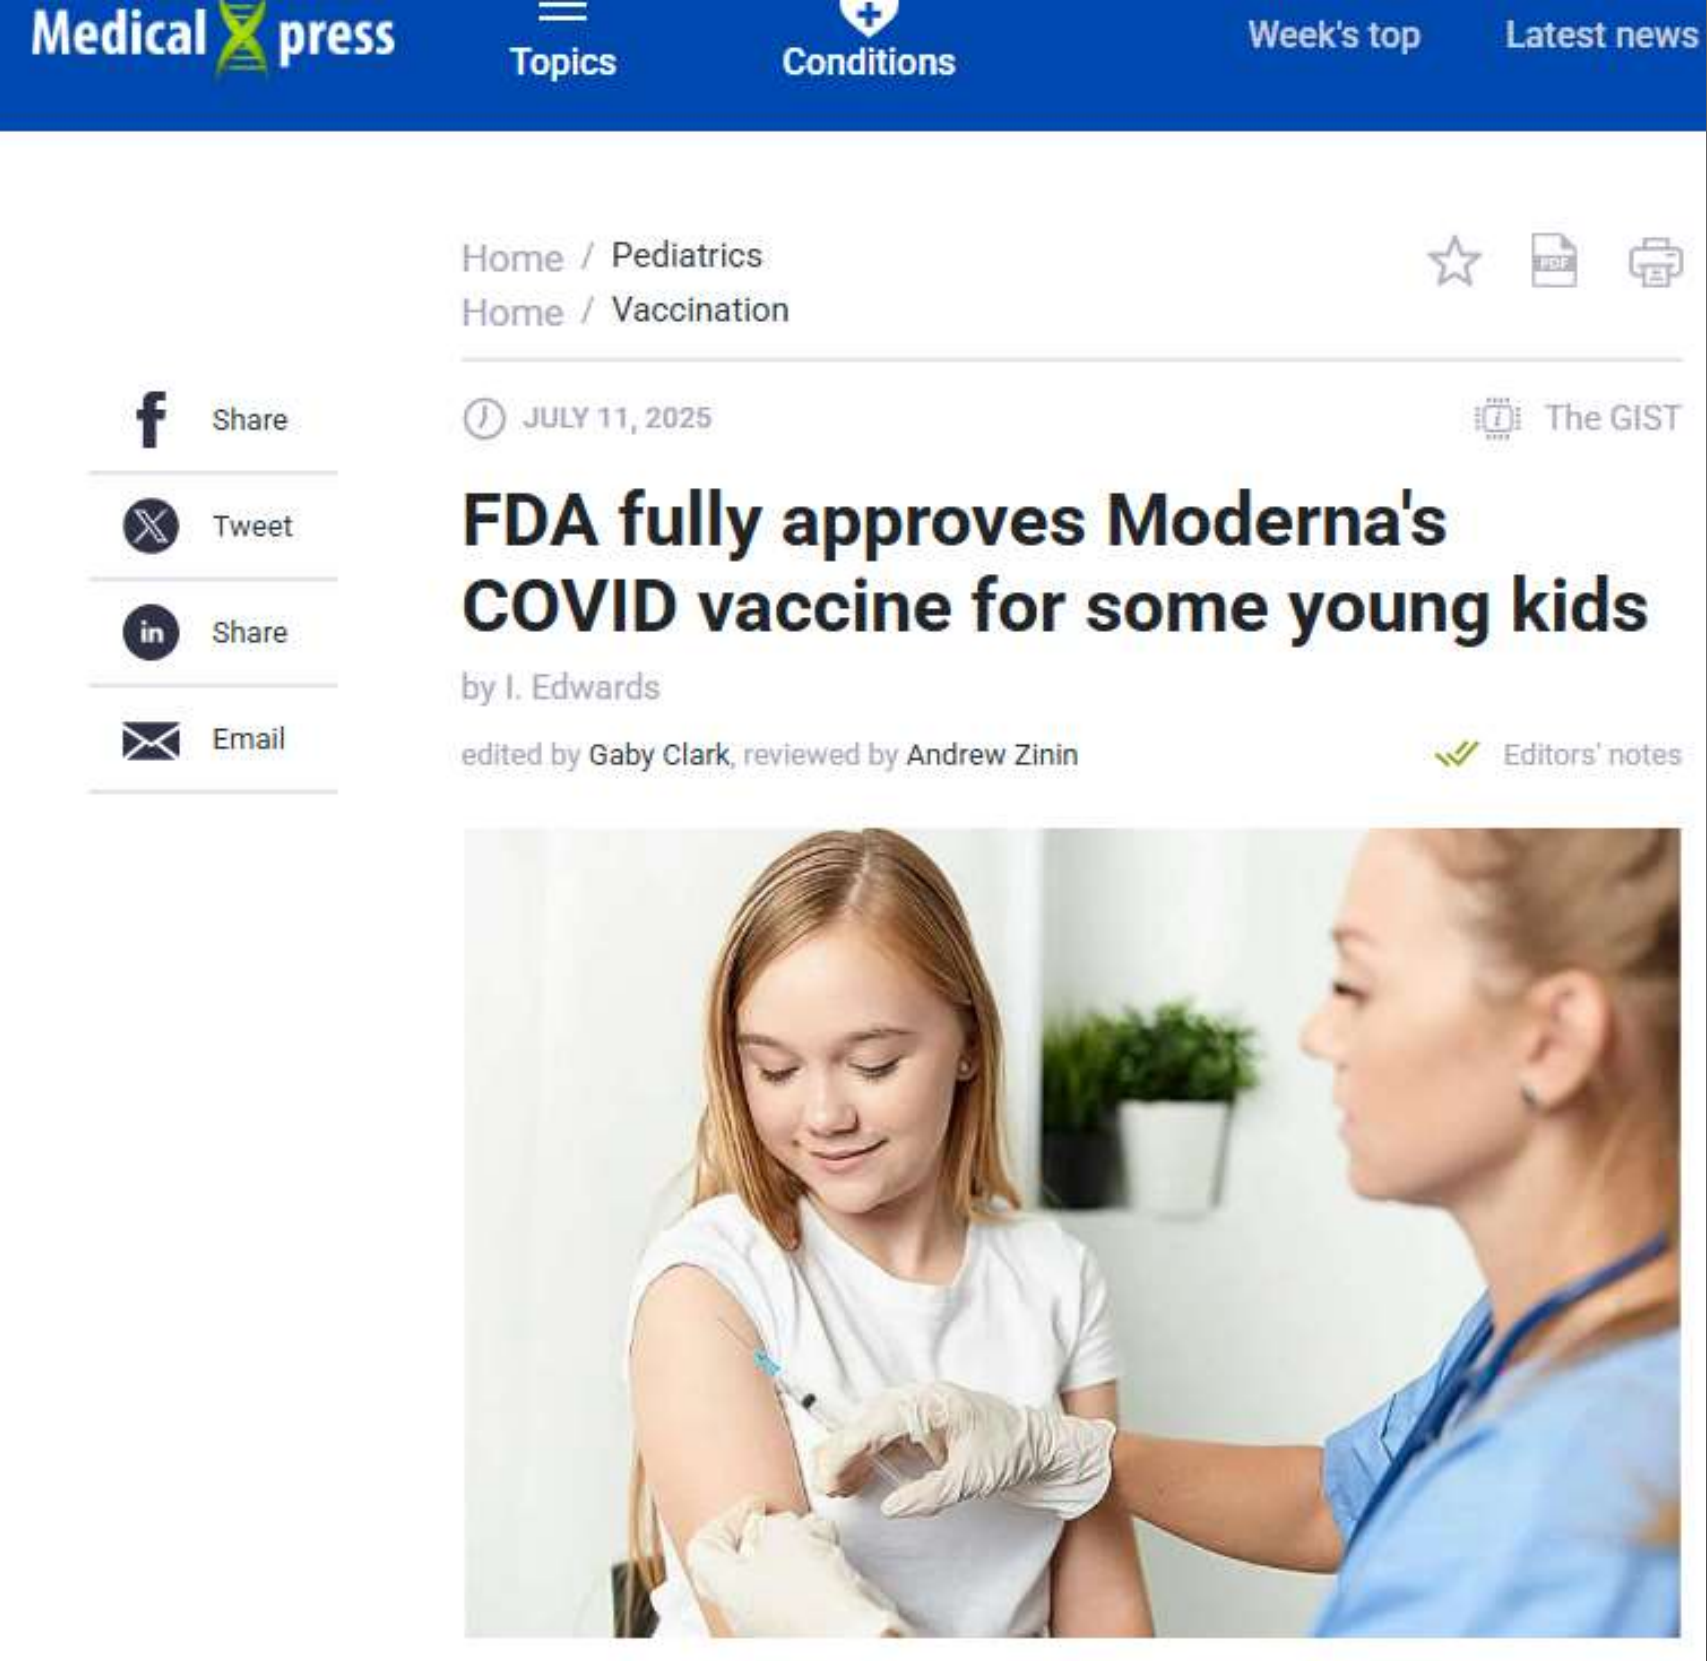 Medical X press
Topics
Conditions
Week's top
Latest news
Home / Pediatrics
Home / Vaccination
PDF
Share
Tweet
Share
Email
JULY 11, 2025
The GIST
FDA fully approves Moderna's
COVID vaccine for some young kids
by I. Edwards
edited by Gaby Clark, reviewed by Andrew Zinin
Editors' notes